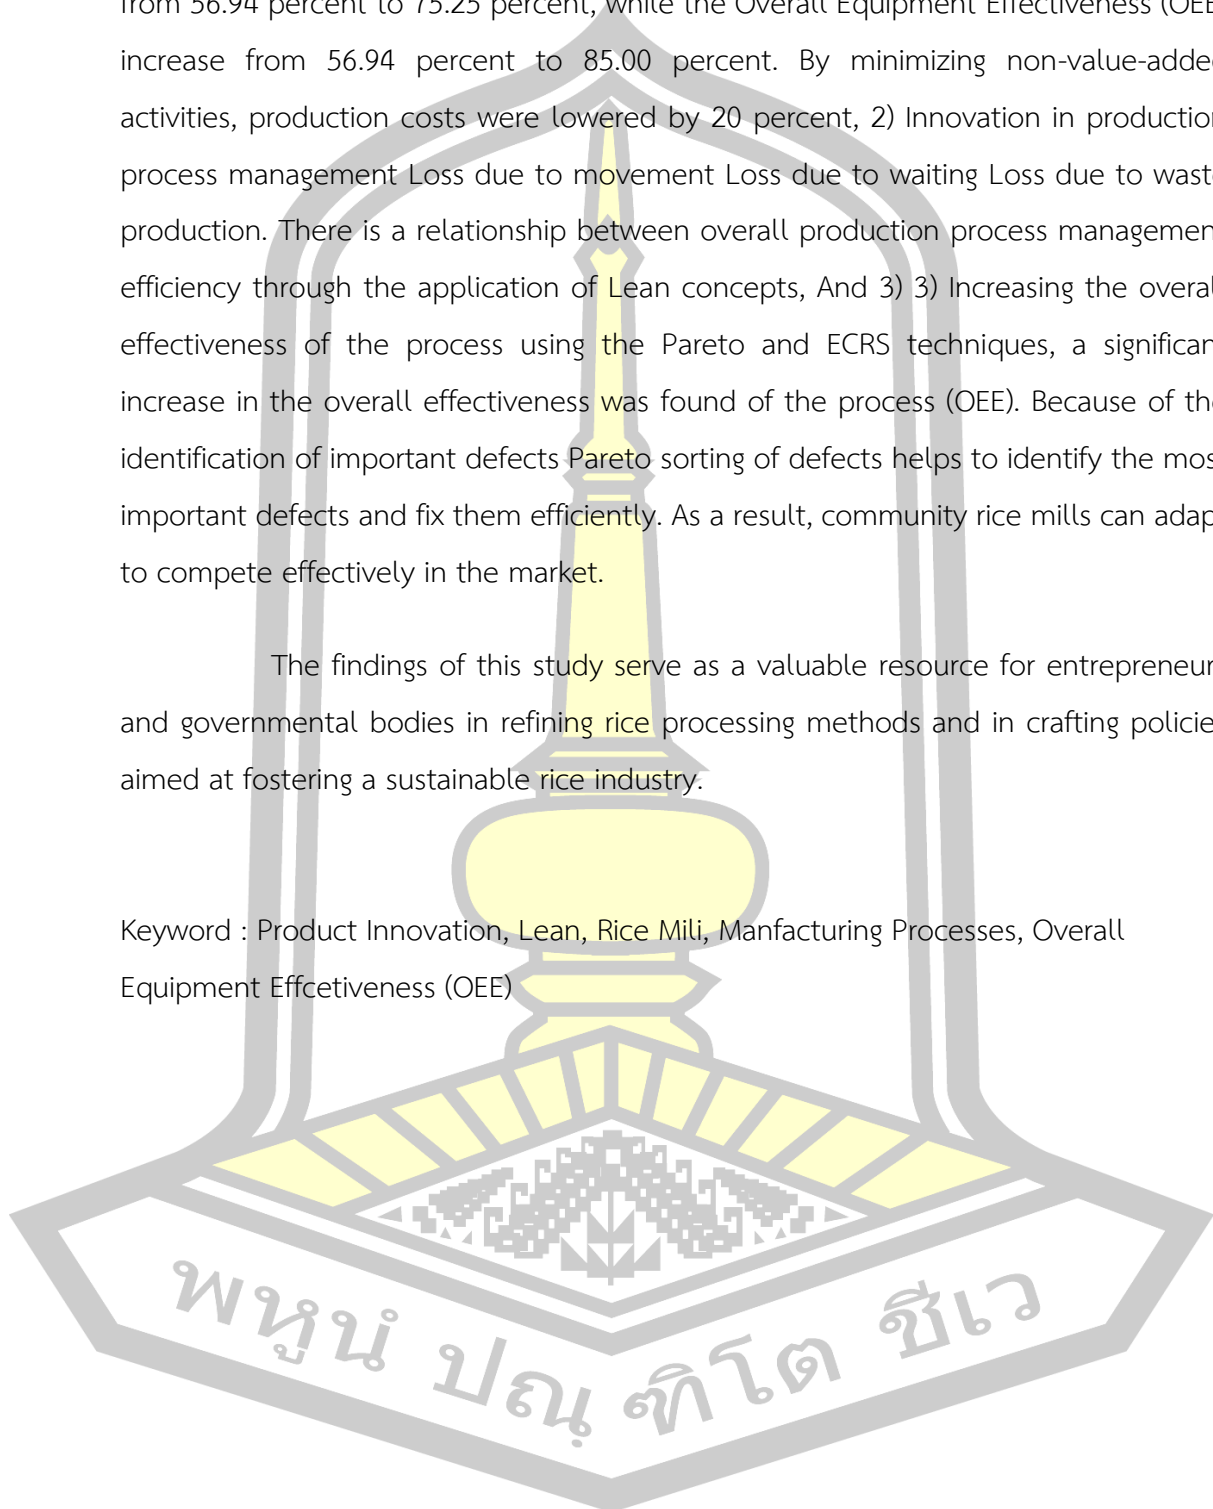 from 56.94 percent to 75.25 percent, while the Overall Equipment Effectiveness (OEE
increase from 56.94 percent to 85.00 percent. By minimizing non-value-added
activities, production costs were lowered by 20 percent, 2) Innovation in production
process management Loss due to movement Loss due to waiting Loss due to waste
production. There is a relationship between overall production process management
efficiency through the application of Lean concepts, And 3) 3) Increasing the overall
effectiveness of the process using the Pareto and ECRS techniques, a significan
increase in the overall effectiveness was found of the process (OEE). Because of the
identification of important defects Pareto sorting of defects helps to identify the mos
important defects and fix them efficiently. As a result, community rice mills can adap
to compete effectively in the market.
The findings of this study serve as a valuable resource for entrepreneur
and governmental bodies in refining rice processing methods and in crafting policie
aimed at fostering a sustainable rice industry.
Keyword : Product Innovation, Lean, Rice Mili, Manfacturing Processes, Overall
Equipment Effcetiveness (OEE)
พหูนํ ปณฺฑิโต ชีเว